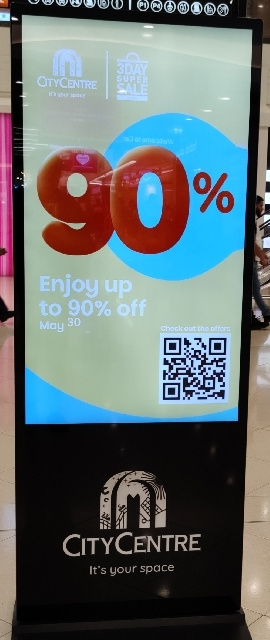 CITYCENTRE
It's your space
3DAY
SUPER
SALE
90%
Enjoy up
to 90% off
May 30
Check out the offers
CITYCENTRE
It's your space